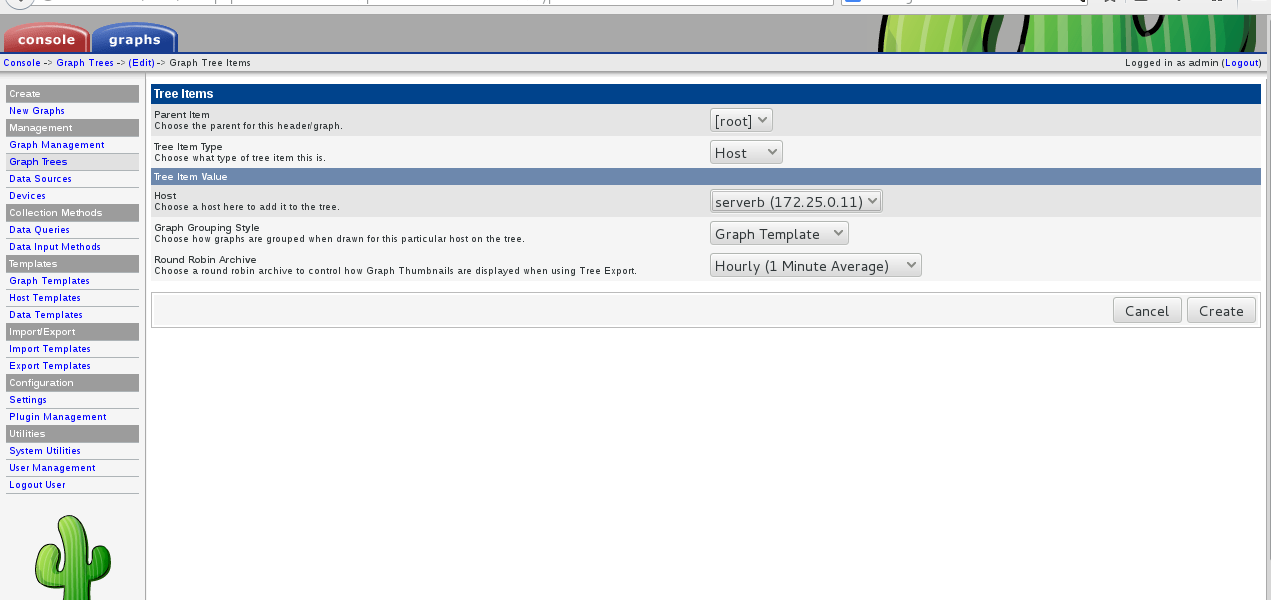 console
graphs
Console -> Graph Trees -> (Edit) -> Graph Tree Items
Logged in as admin (Logout)
Create
New Graphs
Management
Graph Management
Graph Trees
Data Sources
Devices
Collection Methods
Data Queries
Data Input Methods
Templates
Graph Templates
Host Templates
Data Templates
Import/Export
Import Templates
Export Templates
Configuration
Settings
Plugin Management
Utilities
System Utilities
User Management
Logout User
Tree Items
Parent Item
Choose the parent for this header/graph.
[root]
Tree Item Type
Choose what type of tree item this is.
Host
Tree Item Value
Host
Choose a host here to add it to the tree.
serverb (172.25.0.11)
Graph Grouping Style
Choose how graphs are grouped when drawn for this particular host on the tree.
Graph Template
Round Robin Archive
Choose a round robin archive to control how Graph Thumbnails are displayed when using Tree Export.
Hourly (1 Minute Average)
Cancel
Create